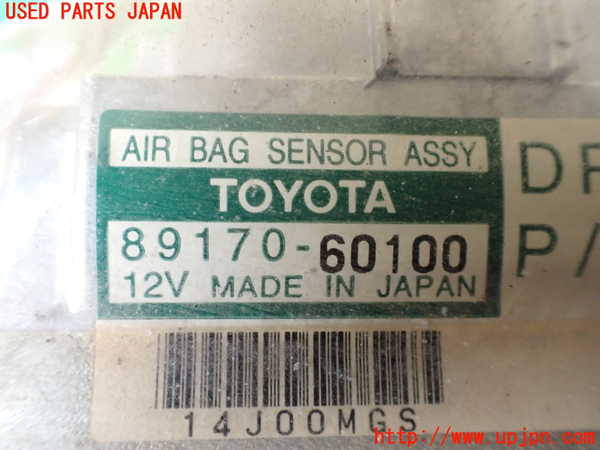 USED PARTS JAPAN
AIR BAG SENSOR ASSY
TOYOTA
89170-60100
12V MADE IN JAPAN
P/
14J00MGS
http://www.upjpn.com/